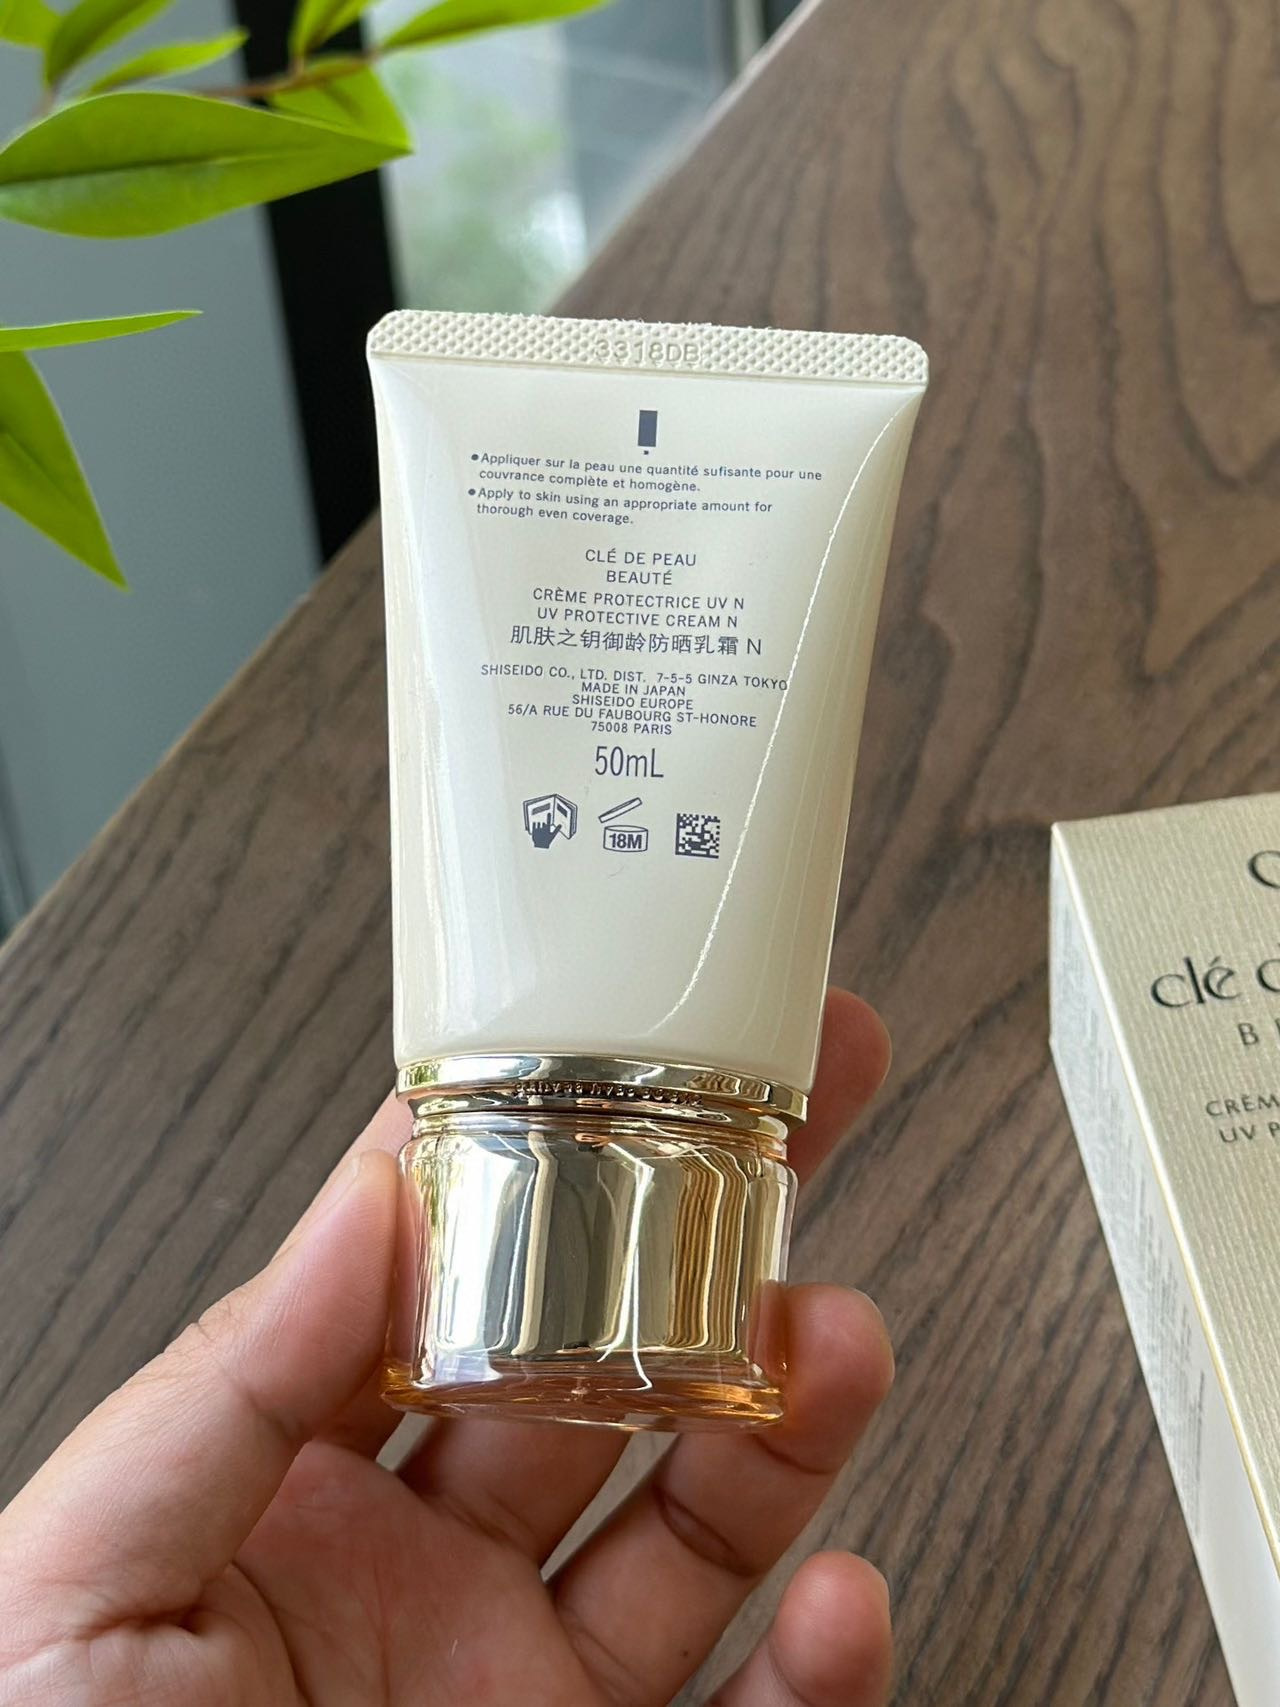 3318DB
●Appliquer sur la peau une quantité sufisante pour une
couvrance complète et homogène.
●Apply to skin using an appropriate amount for
thorough even coverage.
CLÉ DE PEAU
BEAUTÉ
CRÈME PROTECTRICE UV N
UV PROTECTIVE CREAM N
肌肤之钥御龄防晒乳霜 N
SHISEIDO CO., LTD. DIST. 7-5-5 GINZA TOKYO
MADE IN JAPAN
SHISEIDO EUROPE
56/A RUE DU FAUBOURG ST-HONORE
75008 PARIS
50mL
18M
clé
UV